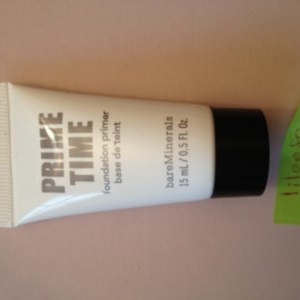 PRIME
TIME
foundation primer
base de teint
bareMinerals
15 mL / 0.5 Fl. Oz.